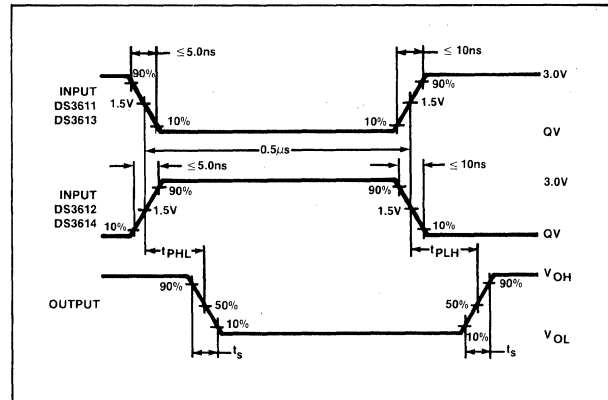 ≤ 5.0ns
≤ 10ns
90%
90%
3.0V
INPUT
DS3611
DS3613
1.5V
1.5V
10%
10%
QV
0.5μs
≤ 5.0ns
≤ 10ns
90%
90%
3.0V
INPUT
DS3612
DS3614
1.5V
1.5V
10%
10%
QV
tPHL
tPLH
90%
90%
VOH
OUTPUT
50%
50%
10%
10%
VOL
ts
ts